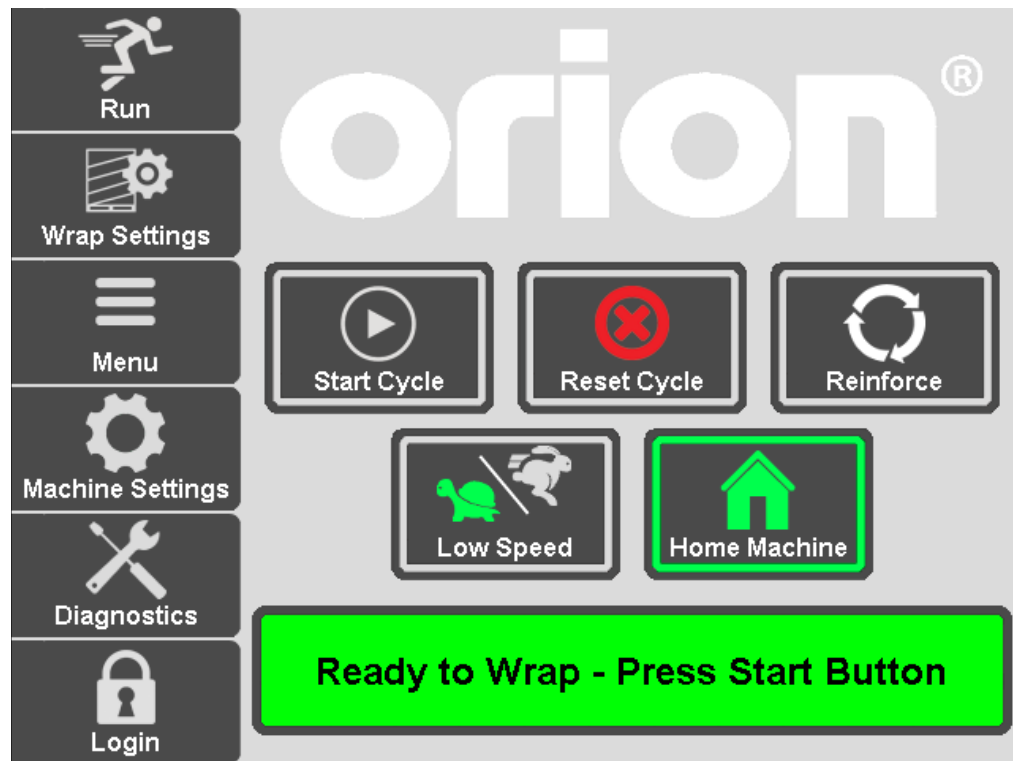 Run
Wrap Settings
Menu
Machine Settings
Diagnostics
Login
orion®
Start Cycle
Reset Cycle
Reinforce
Low Speed
Home Machine
Ready to Wrap - Press Start Button